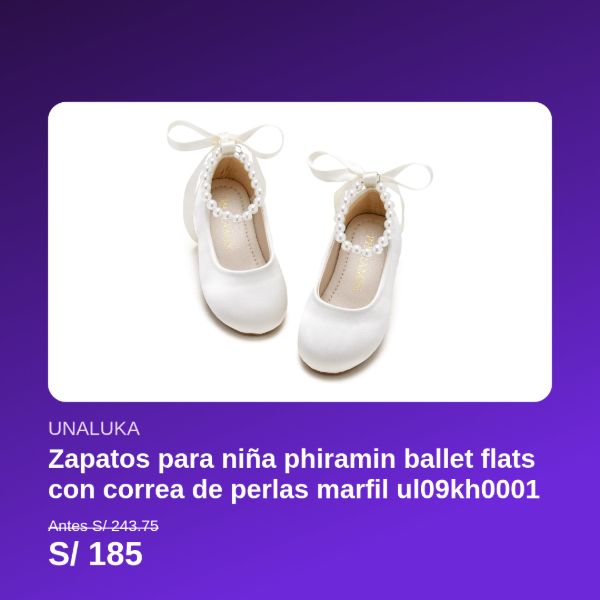 UNALUKA
Zapatos para niña phiramin ballet flats
con correa de perlas marfil ul09kh0001
Antes S/ 243.75
S/ 185